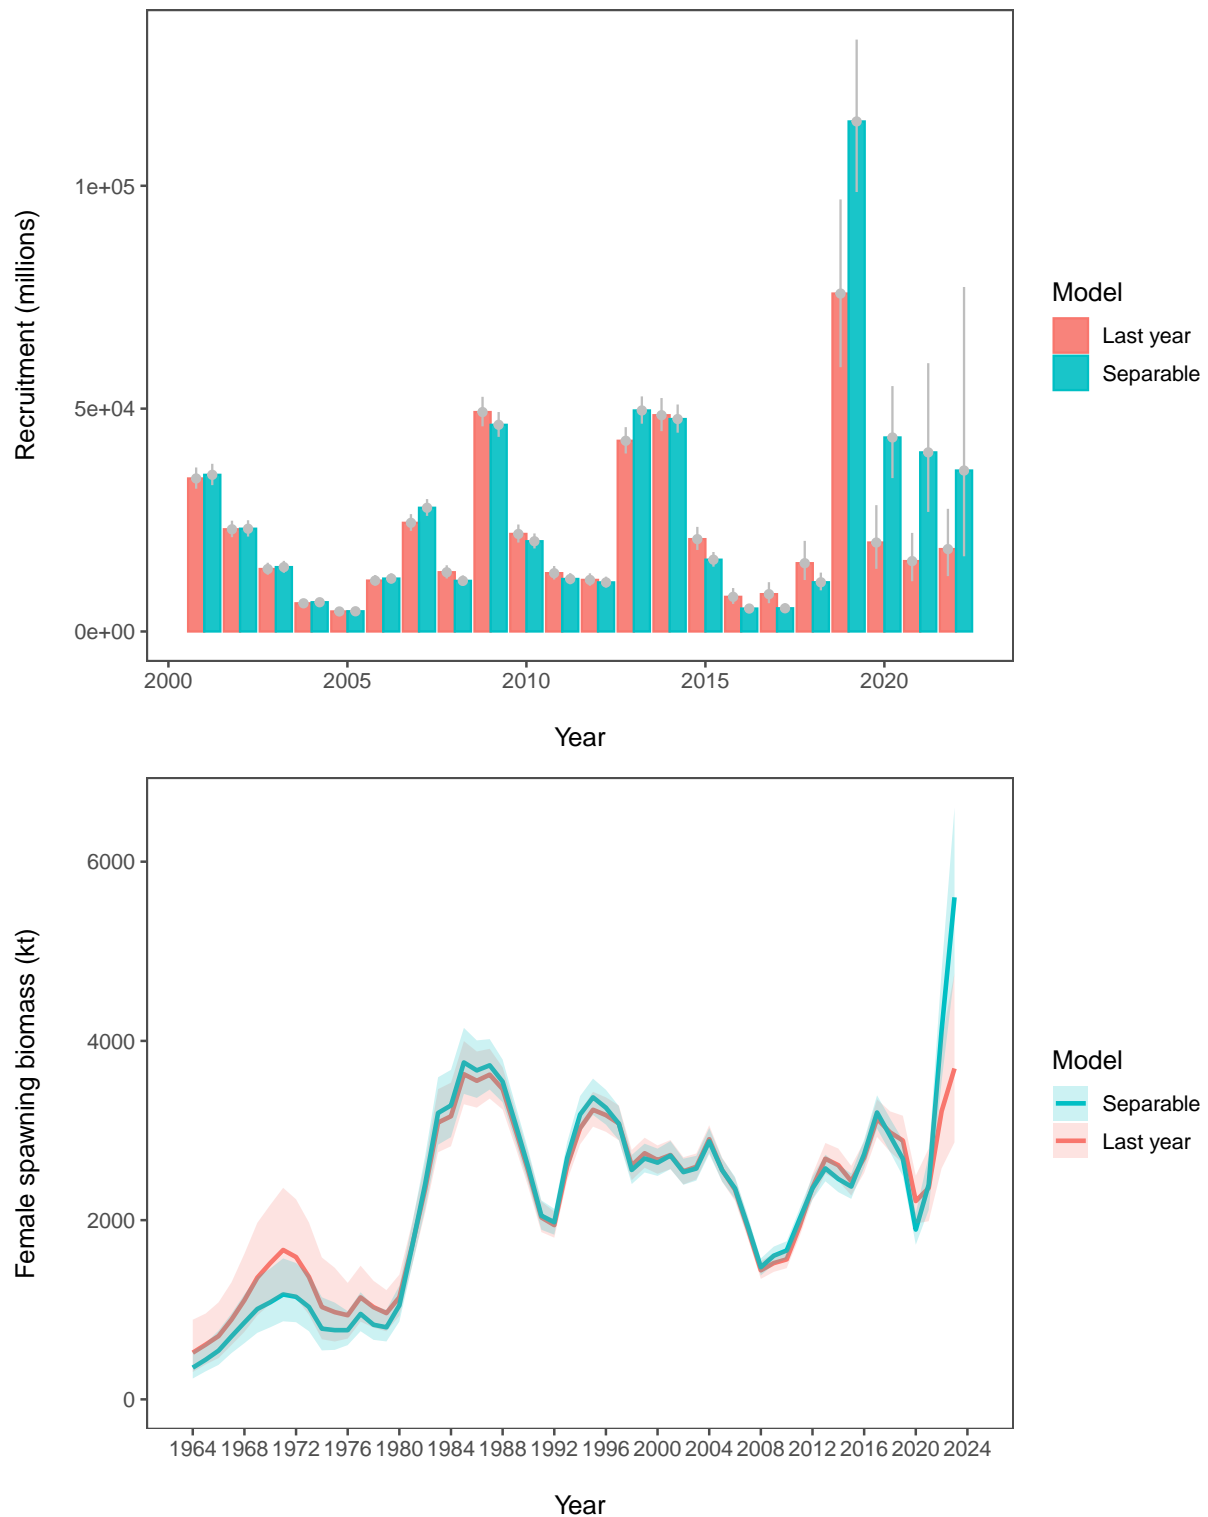 Recruitment (millions)
1e+05
5e+04
0e+00
2000 2005 2010 2015 2020
Year
Model
Last year
Separable
Female spawning biomass (kt)
6000
4000
2000
0
1964 1968 1972 1976 1980 1984 1988 1992 1996 2000 2004 2008 2012 2016 2020 2024
Year
Model
Separable
Last year